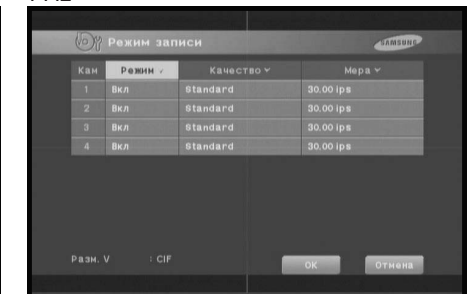 Режим записи
SAMSUNG
Кам Режим Качество Мера
1 Вкл Standard 30.00 ips
2 Вкл Standard 30.00 ips
3 Вкл Standard 30.00 ips
4 Вкл Standard 30.00 ips
Разм. V : CIF
OK Отмена